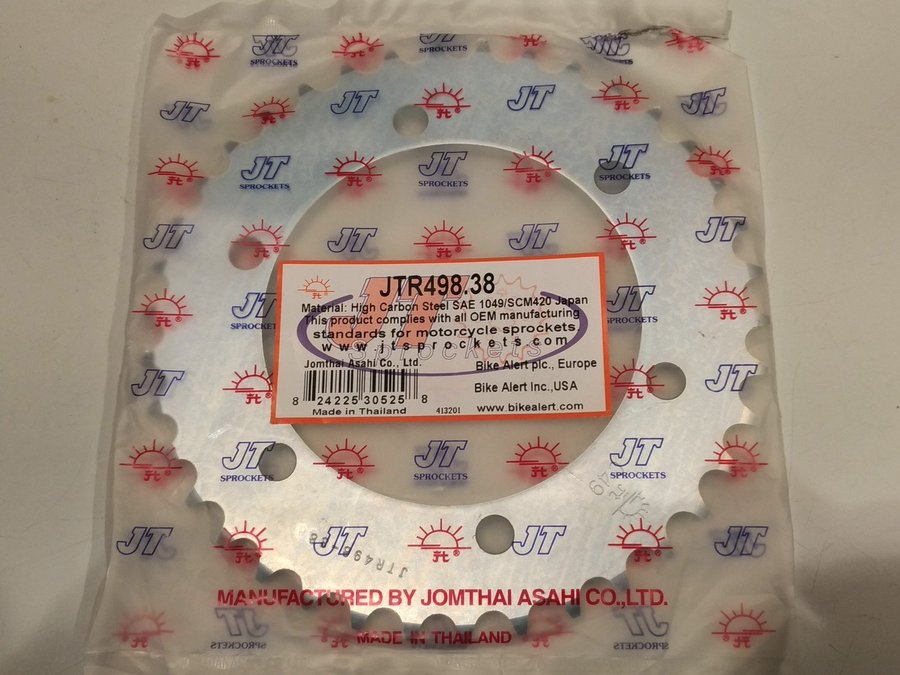 JT SPROCKETS
JTR498.38
Material: High Carbon Steel SAE 1049/SCM420 Japan
This product complies with all OEM manufacturing
standards for motorcycle sprockets
www.jtsprockets.com
JT
Sprockets
Jomthai Asahi Co., Ltd.
Bike Alert plc., Europe
Bike Alert Inc.,USA
8 24225 30525 8
Made in Thailand
413201
www.bikealert.com
MANUFACTURED BY JOMTHAI ASAHI CO.,LTD.
MADE IN THAILAND